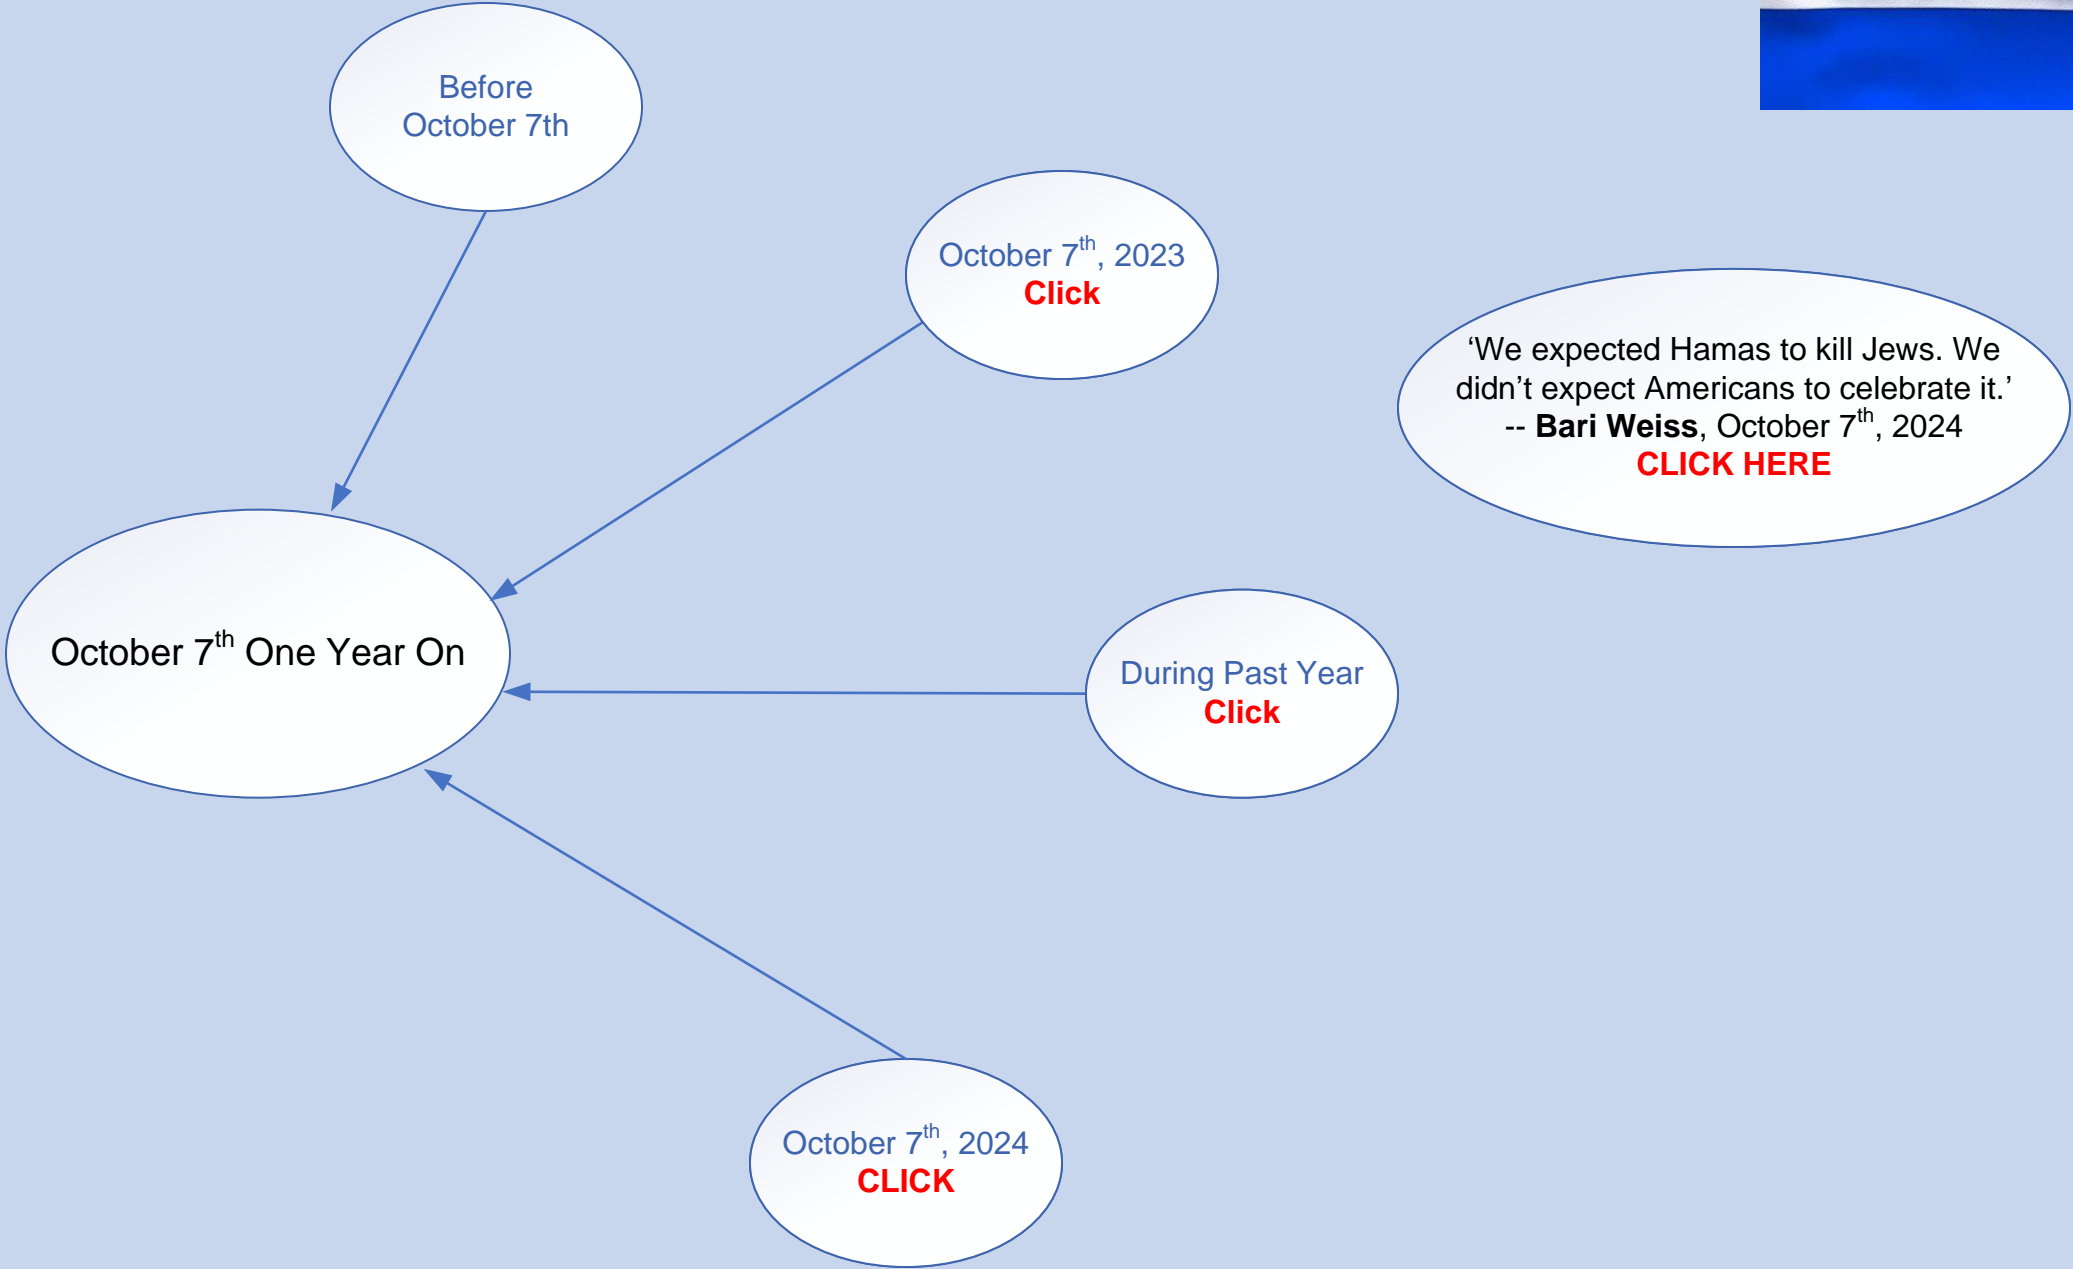 Before
October 7th
October 7th, 2023
Click
‘We expected Hamas to kill Jews. We
didn’t expect Americans to celebrate it.’
-- Bari Weiss, October 7th, 2024
CLICK HERE
October 7th One Year On
During Past Year
Click
October 7th, 2024
CLICK